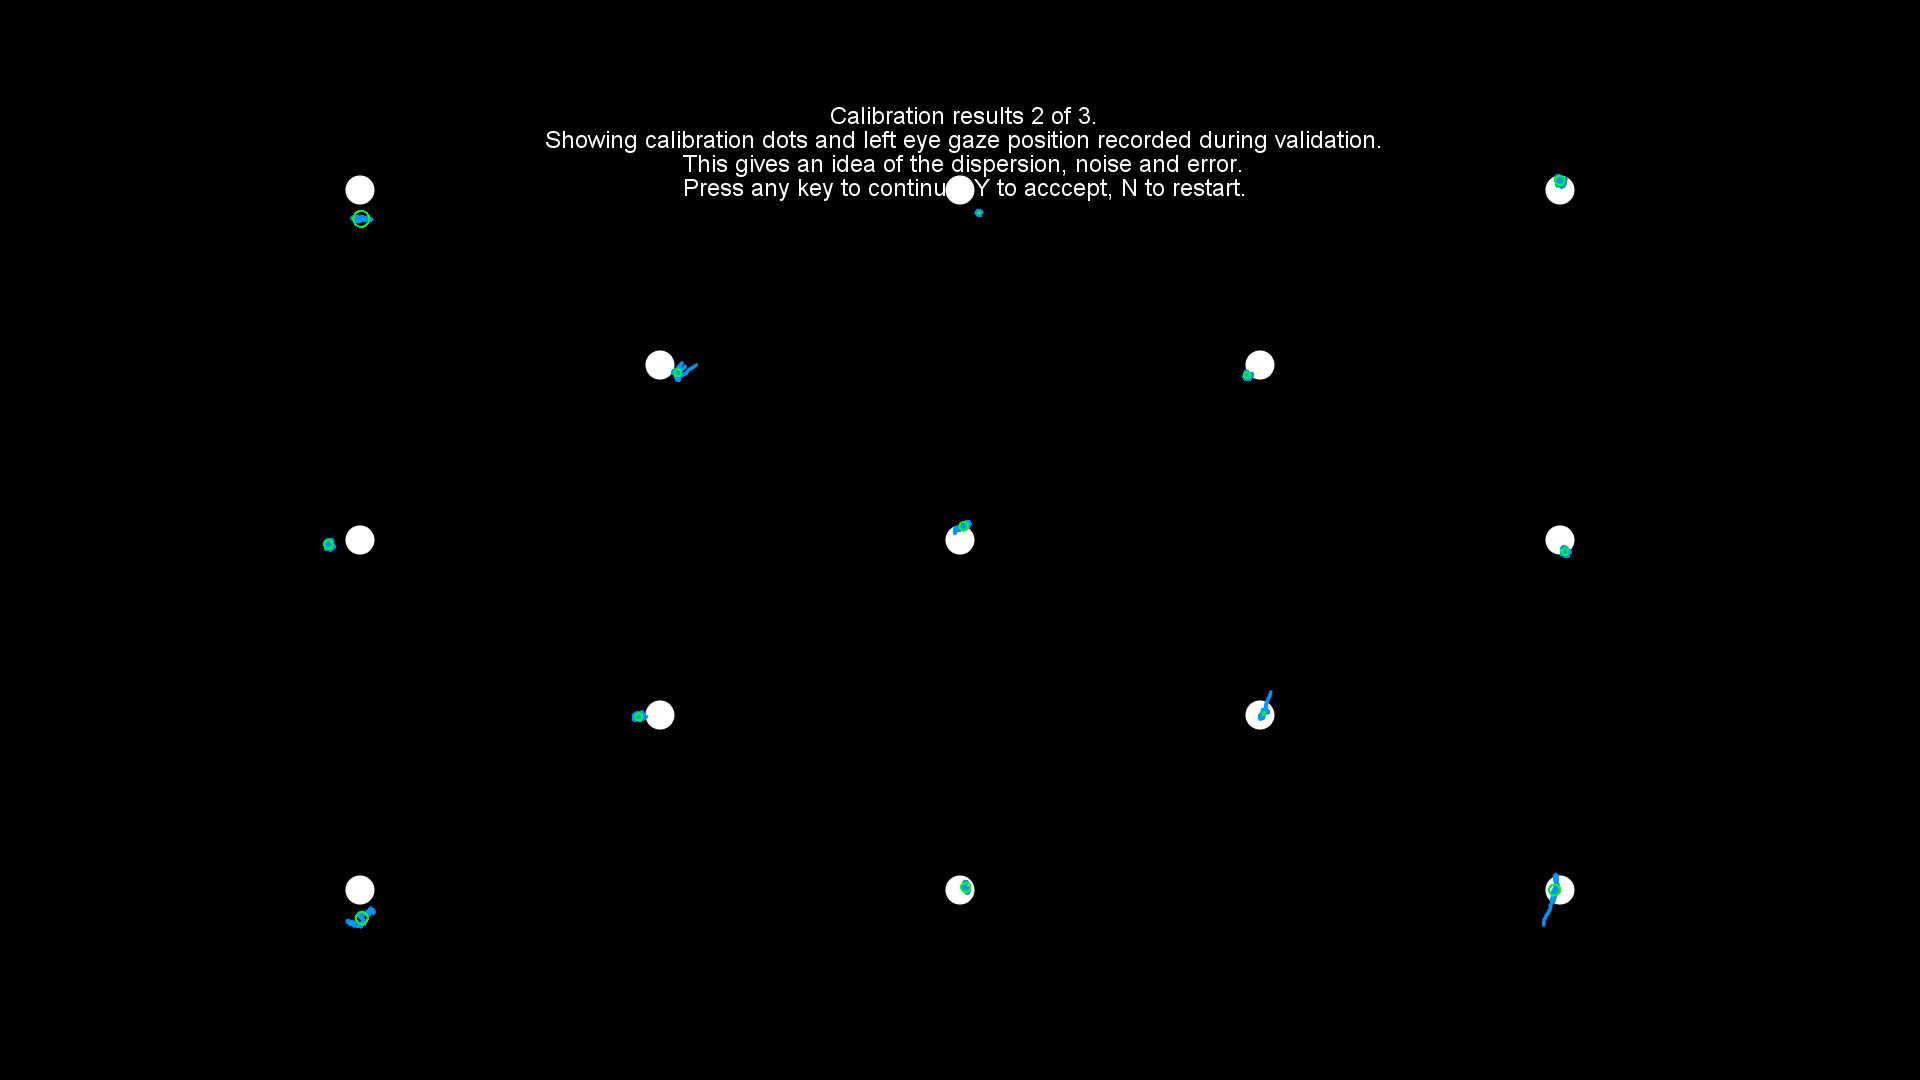 Calibration results 2 of 3.
Showing calibration dots and left eye gaze position recorded during validation.
This gives an idea of the dispersion, noise and error.
Press any key to continu Y to acccept, N to restart.